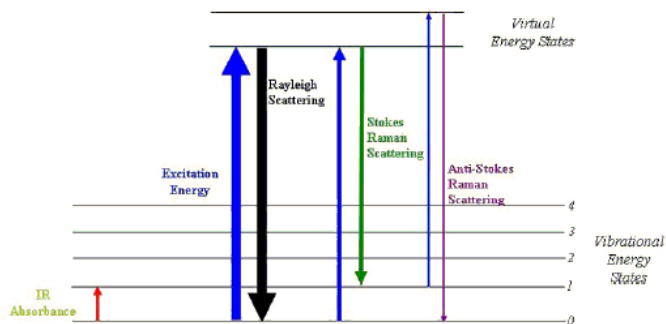 Virtual
Energy States
Rayleigh
Scattering
Stokes
Raman
Scattering
Excitation
Energy
Anti-Stokes
Raman
Scattering
4
3
2
1
0
Vibrational
Energy
States
IR
Absorbance